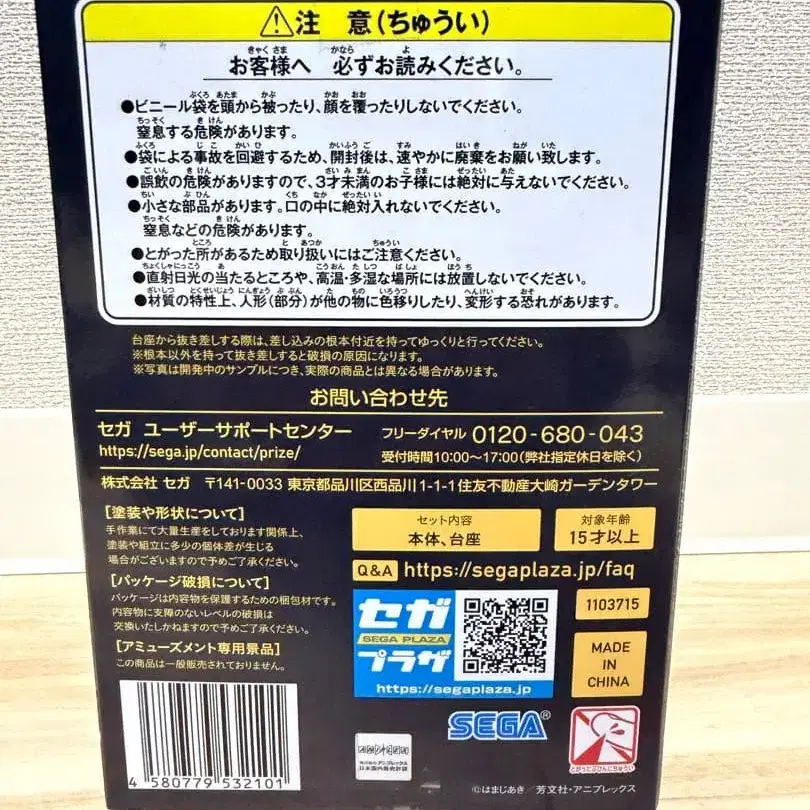 注 意(ちゅうい)
お客様へ 必ずお読みください。
●ビニール袋を頭から被ったり、顔を覆ったりしないでください。
窒息する危険があります。
●袋による事故を回避するため、開封後は、速やかに廃棄をお願い致します。
●誤飲の危険がありますので、3才未満のお子様には絶対に与えないでください。
●小さな部品があります。口の中に絶対入れないでください。
窒息などの危険があります。
●とがった所があるため取り扱いにはご注意ください。
●直射日光の当たるところや、高温・多湿な場所には放置しないでください。
●材質の特性上、人形(部分)が他の物に色移りしたり、変形する恐れがあります。
台座から抜き差しする際は、差し込みの根本付近を持ってゆっくりと行ってください。
※根本以外を持って抜き差しすると破損の原因になります。
※写真は開発中のサンプルにつき、実際の商品とは異なる場合があります。
お問い合わせ先
セガ ユーザーサポートセンター フリーダイヤル 0120-680-043
https://sega.jp/contact/prize/ 受付時間10:00〜17:00(弊社指定休日を除く)
株式会社 セガ 〒141-0033 東京都品川区西品川1-1-1住友不動産大崎ガーデンタワー
[塗装や形状について]
手作業にて大量生産をしております関係上、
塗装や組立に多少の個体差が生じる
場合がございますので予めご了承ください。
[パッケージ破損について]
パッケージは内容物を保護するための梱包材です。
内容物に支障のないレベルの破損は
交換いたしかねますので予めご了承ください。
[アミューズメント専用景品]
この商品は一般販売されておりません。
セット内容
本体、台座
対象年齢
15才以上
Q&A https://segaplaza.jp/faq
セガ
SEGA PLAZA
プラザ
https://segaplaza.jp
1103715
MADE
IN
CHINA
SEGA®
とがったぶひんにちゅうい
株式会社アニプレックス
日本国内販売許諾
4 580779 532101
©はまじあき/芳文社・アニプレックス